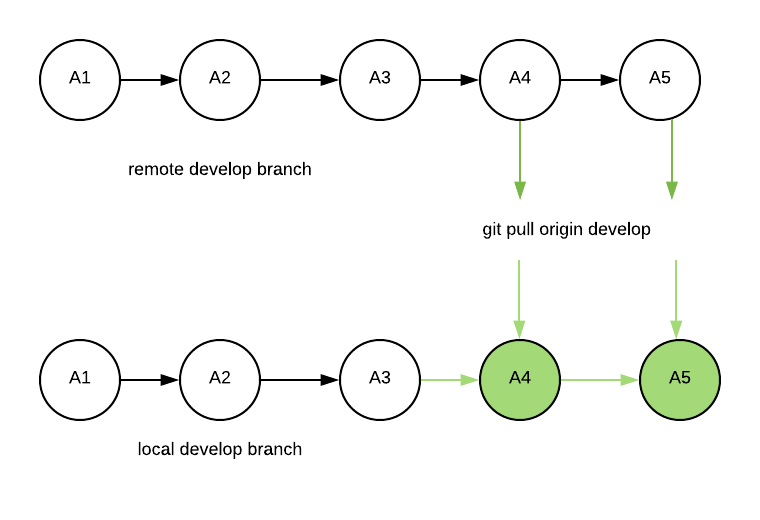 A1
A2
A3
A4
A5
remote develop branch
git pull origin develop
A1
A2
A3
A4
A5
local develop branch